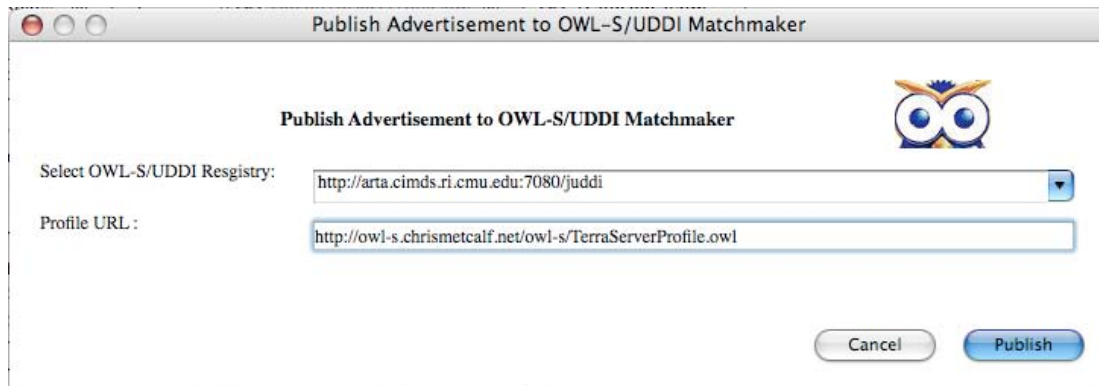 Publish Advertisement to OWL-S/UDDI Matchmaker
Publish Advertisement to OWL-S/UDDI Matchmaker
Select OWL-S/UDDI Resgistry:
http://arta.cimds.ri.cmu.edu:7080/juddi
Profile URL :
http://owl-s.chrismetcalf.net/owl-s/TerraServerProfile.owl
Cancel
Publish